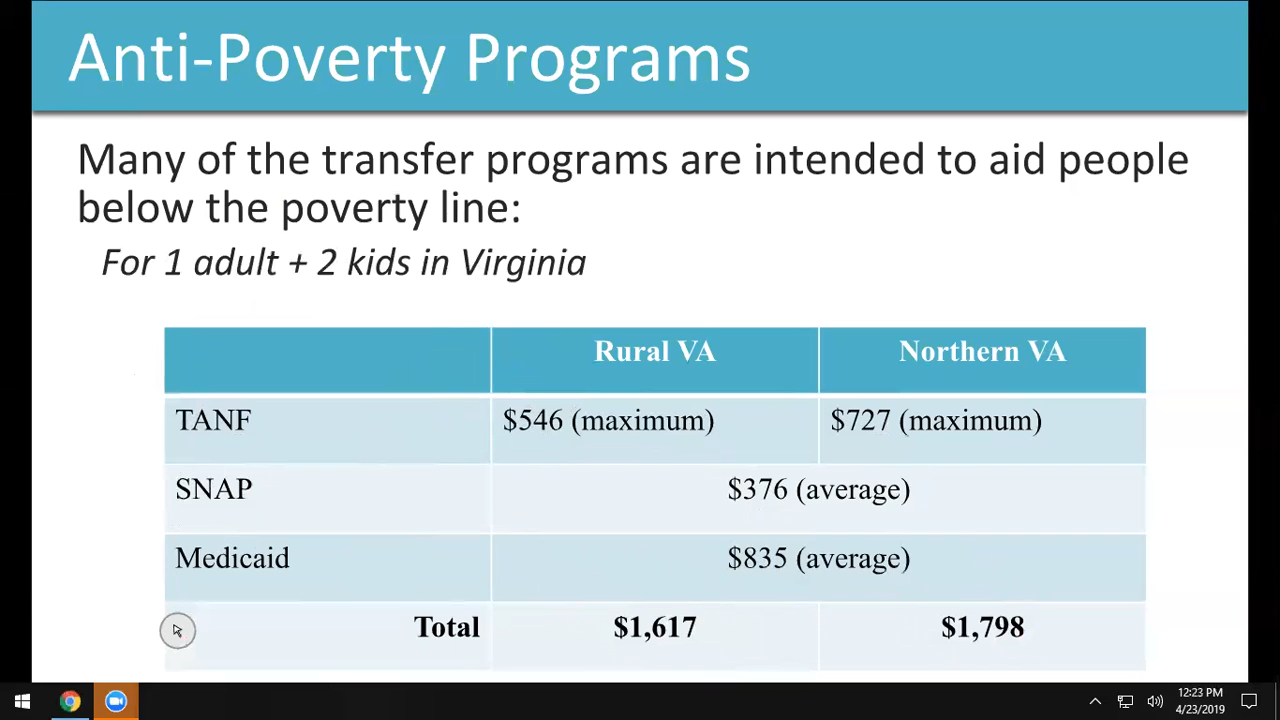 Anti-Poverty Programs
Many of the transfer programs are intended to aid people
below the poverty line:
For 1 adult + 2 kids in Virginia
Rural VA Northern VA
TANF $546 (maximum) $727 (maximum)
SNAP $376 (average)
Medicaid $835 (average)
Total $1,617 $1,798
12:23 PM
4/23/2019